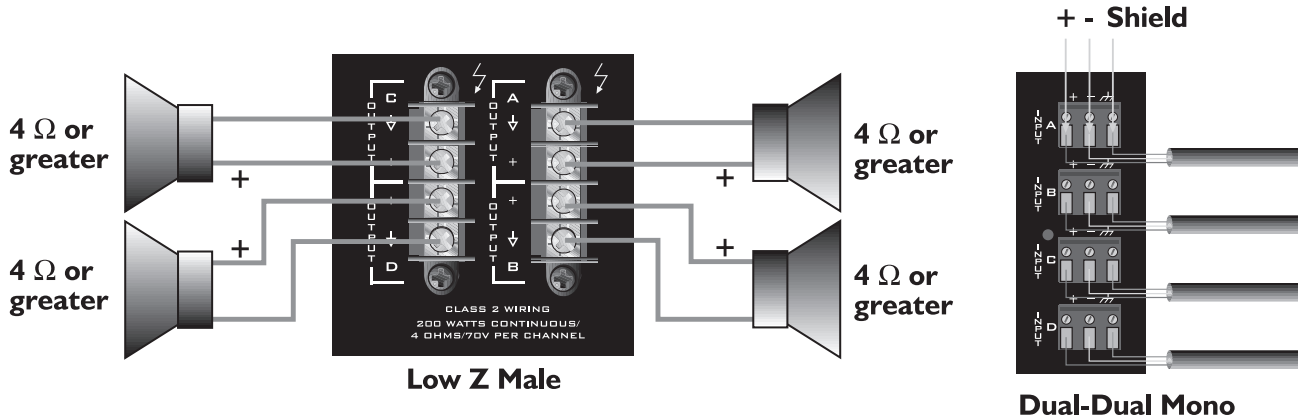 + - Shield
4 Ω or
greater
4 Ω or
greater
C
OUTPUT
+
+
OUTPUT
D
A
OUTPUT
+
+
OUTPUT
B
CLASS 2 WIRING
200 WATTS CONTINUOUS/
4 OHMS/70V PER CHANNEL
+
+
+
+
4 Ω or
greater
4 Ω or
greater
Low Z Male
+ -
INPUT A
+ -
INPUT B
+ -
INPUT C
+ -
INPUT D
Dual-Dual Mono